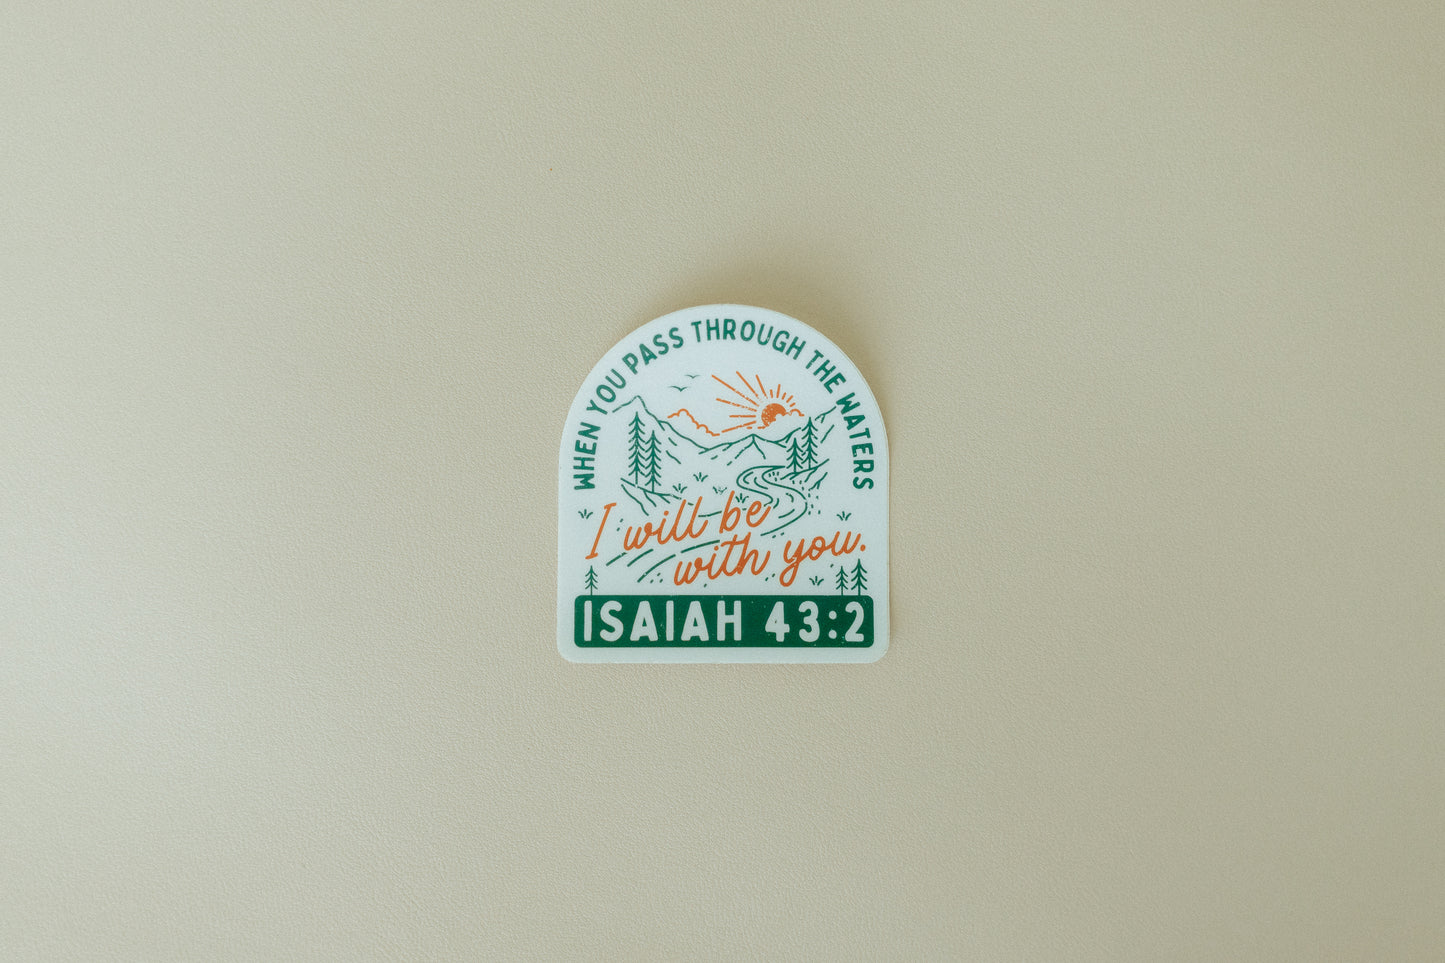 WHEN YOU PASS THROUGH THE WATERS
I will be
with you.
ISAIAH 43:2